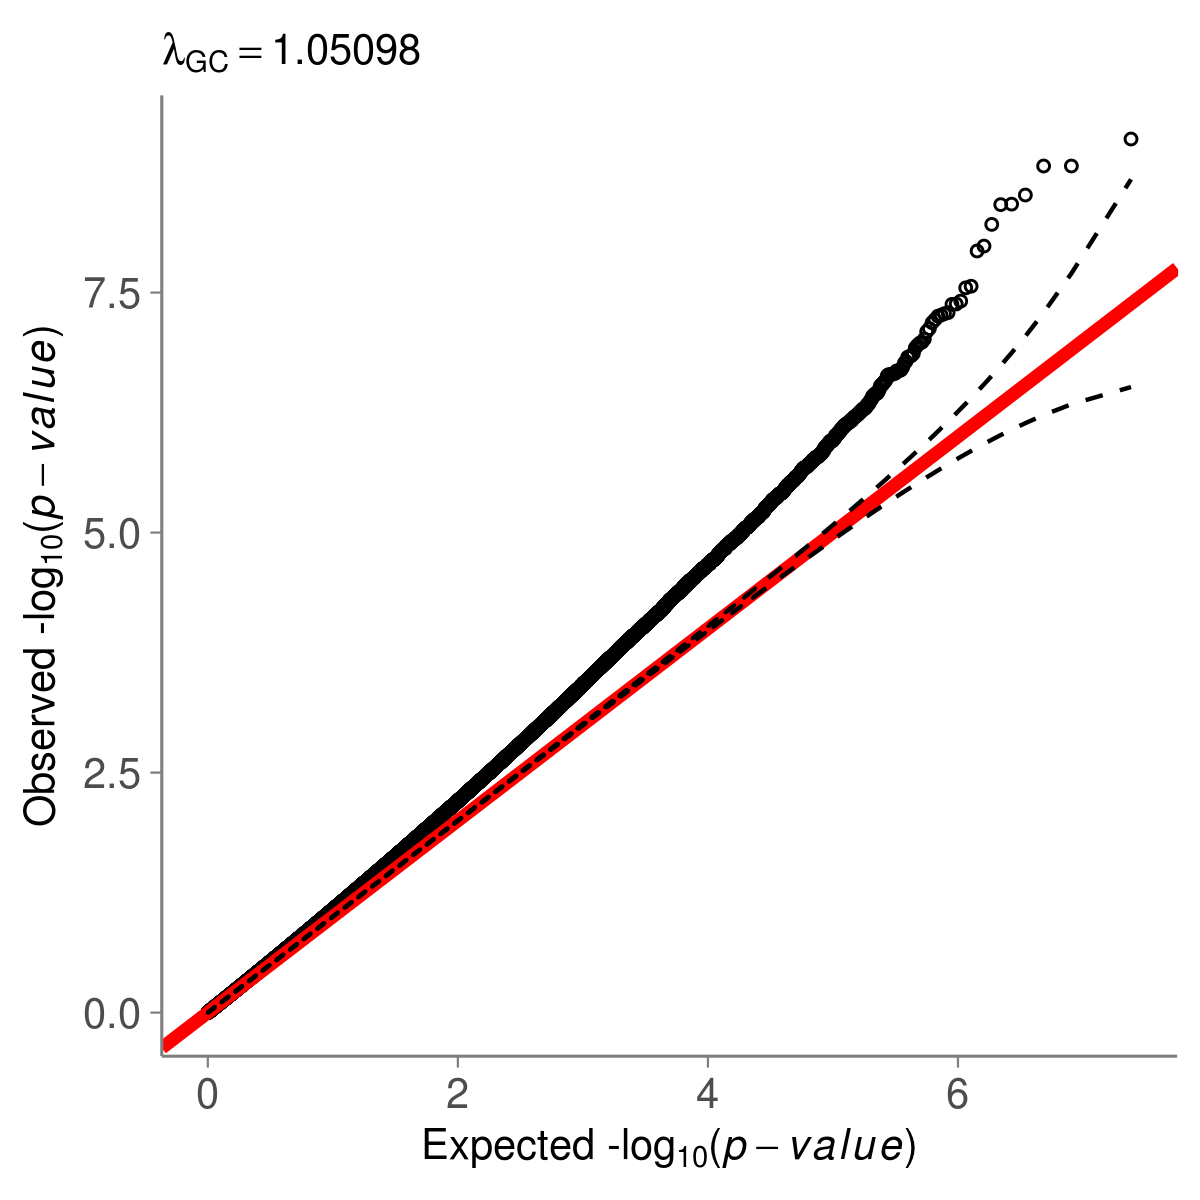 λGC = 1.05098
Observed -log10(p − value)
7.5
5.0
2.5
0.0
0 2 4 6
Expected -log10(p − value)